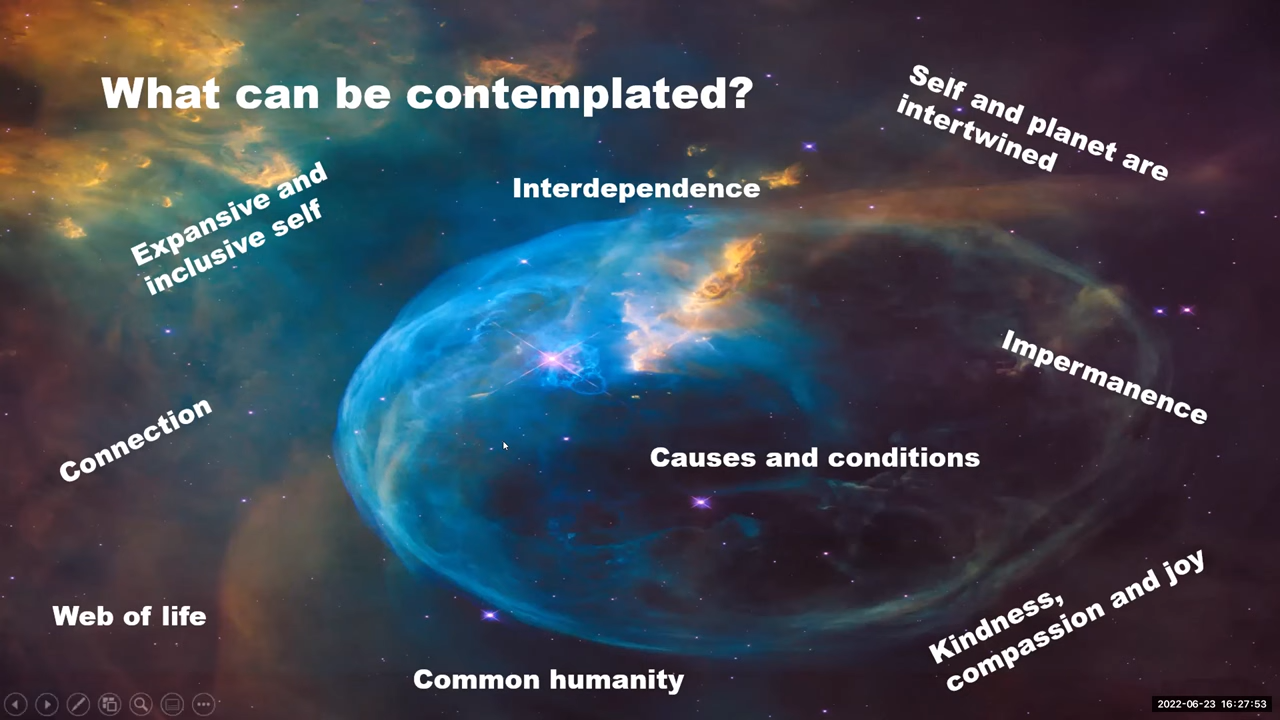 What can be contemplated?
Self and planet are
intertwined
Expansive and
inclusive self
Interdependence
Impermanence
Connection
Causes and conditions
Web of life
Kindness,
compassion and joy
Common humanity
2022-06-23 16:27:53